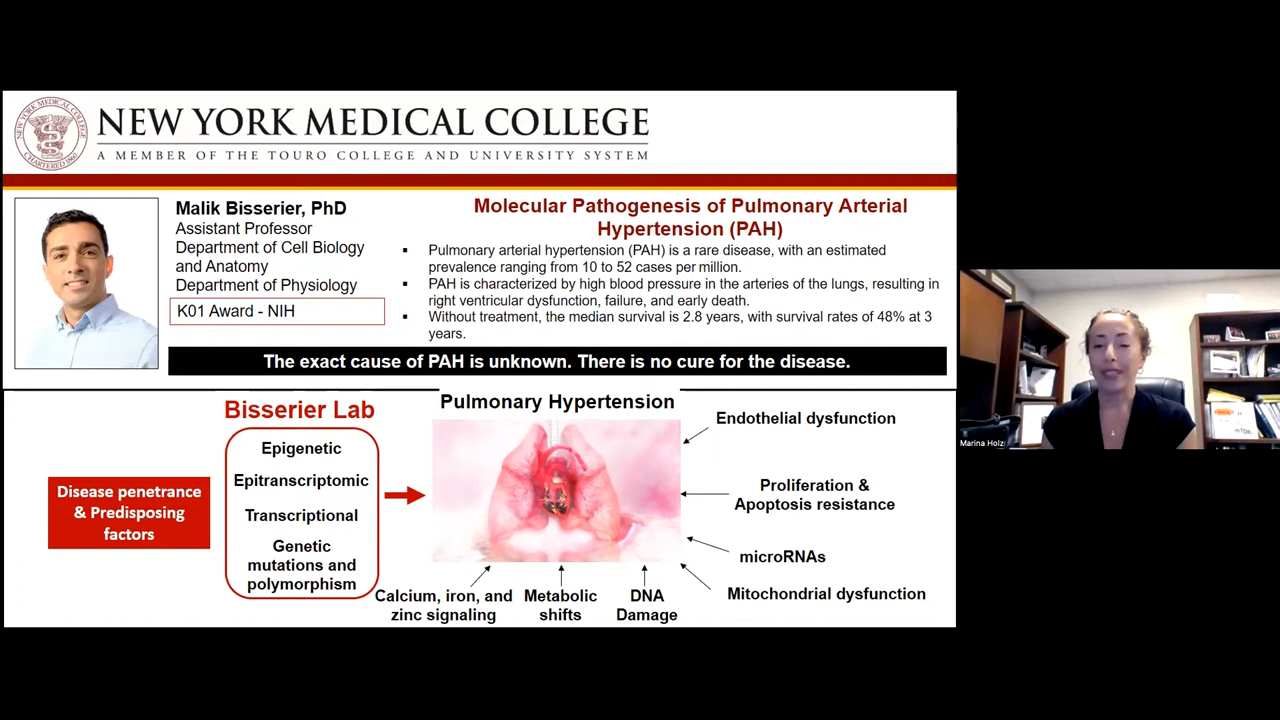 NEW YORK MEDICAL COLLEGE
A MEMBER OF THE TOURO COLLEGE AND UNIVERSITY SYSTEM
NEW YORK MEDICAL COLLEGE
CHARTERED 1860
Malik Bisserier, PhD
Assistant Professor
Department of Cell Biology
and Anatomy
Department of Physiology
K01 Award - NIH
Molecular Pathogenesis of Pulmonary Arterial
Hypertension (PAH)
▪ Pulmonary arterial hypertension (PAH) is a rare disease, with an estimated
prevalence ranging from 10 to 52 cases per million.
▪ PAH is characterized by high blood pressure in the arteries of the lungs, resulting in
right ventricular dysfunction, failure, and early death.
▪ Without treatment, the median survival is 2.8 years, with survival rates of 48% at 3
years.
The exact cause of PAH is unknown. There is no cure for the disease.
Disease penetrance
& Predisposing
factors
Bisserier Lab
Epigenetic
Epitranscriptomic
Transcriptional
Genetic
mutations and
polymorphism
Pulmonary Hypertension
Endothelial dysfunction
Proliferation &
Apoptosis resistance
microRNAs
Mitochondrial dysfunction
Calcium, iron, and
zinc signaling
Metabolic
shifts
DNA
Damage
Marina Holz